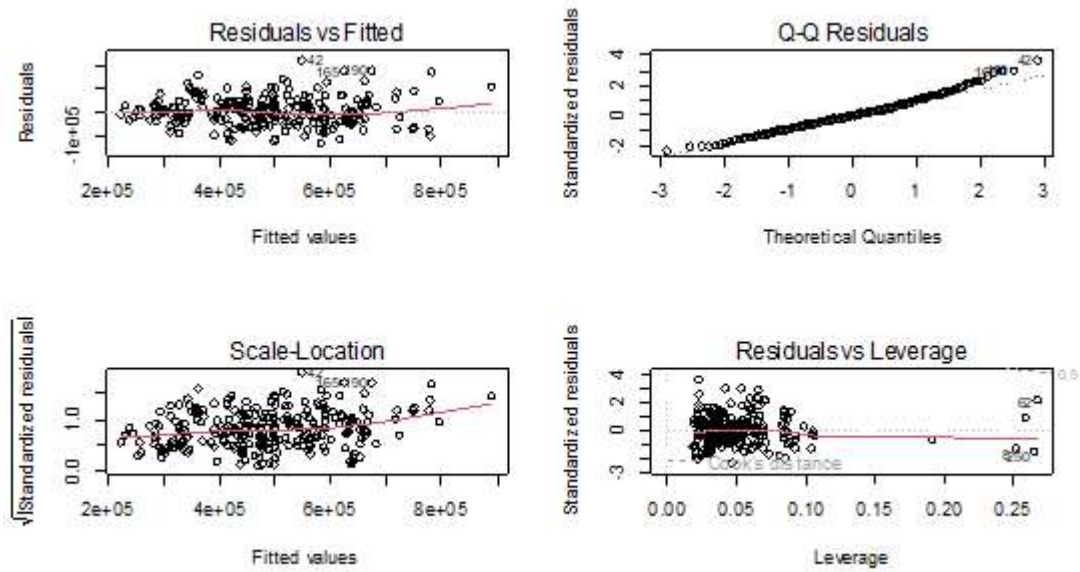 Residuals vs Fitted
Residuals
-1e+05
42
165
190
2e+05 4e+05 6e+05 8e+05
Fitted values
Q-Q Residuals
Standardized residuals
-2 0 2 4
42
-3 -2 -1 0 1 2 3
Theoretical Quantiles
Scale-Location
√|Standardized residuals|
0.0 1.0
42
165
190
2e+05 4e+05 6e+05 8e+05
Fitted values
Residuals vs Leverage
Standardized residuals
-3 0 2 4
0.5
62
Cook's distance
0.00 0.05 0.10 0.15 0.20 0.25
Leverage